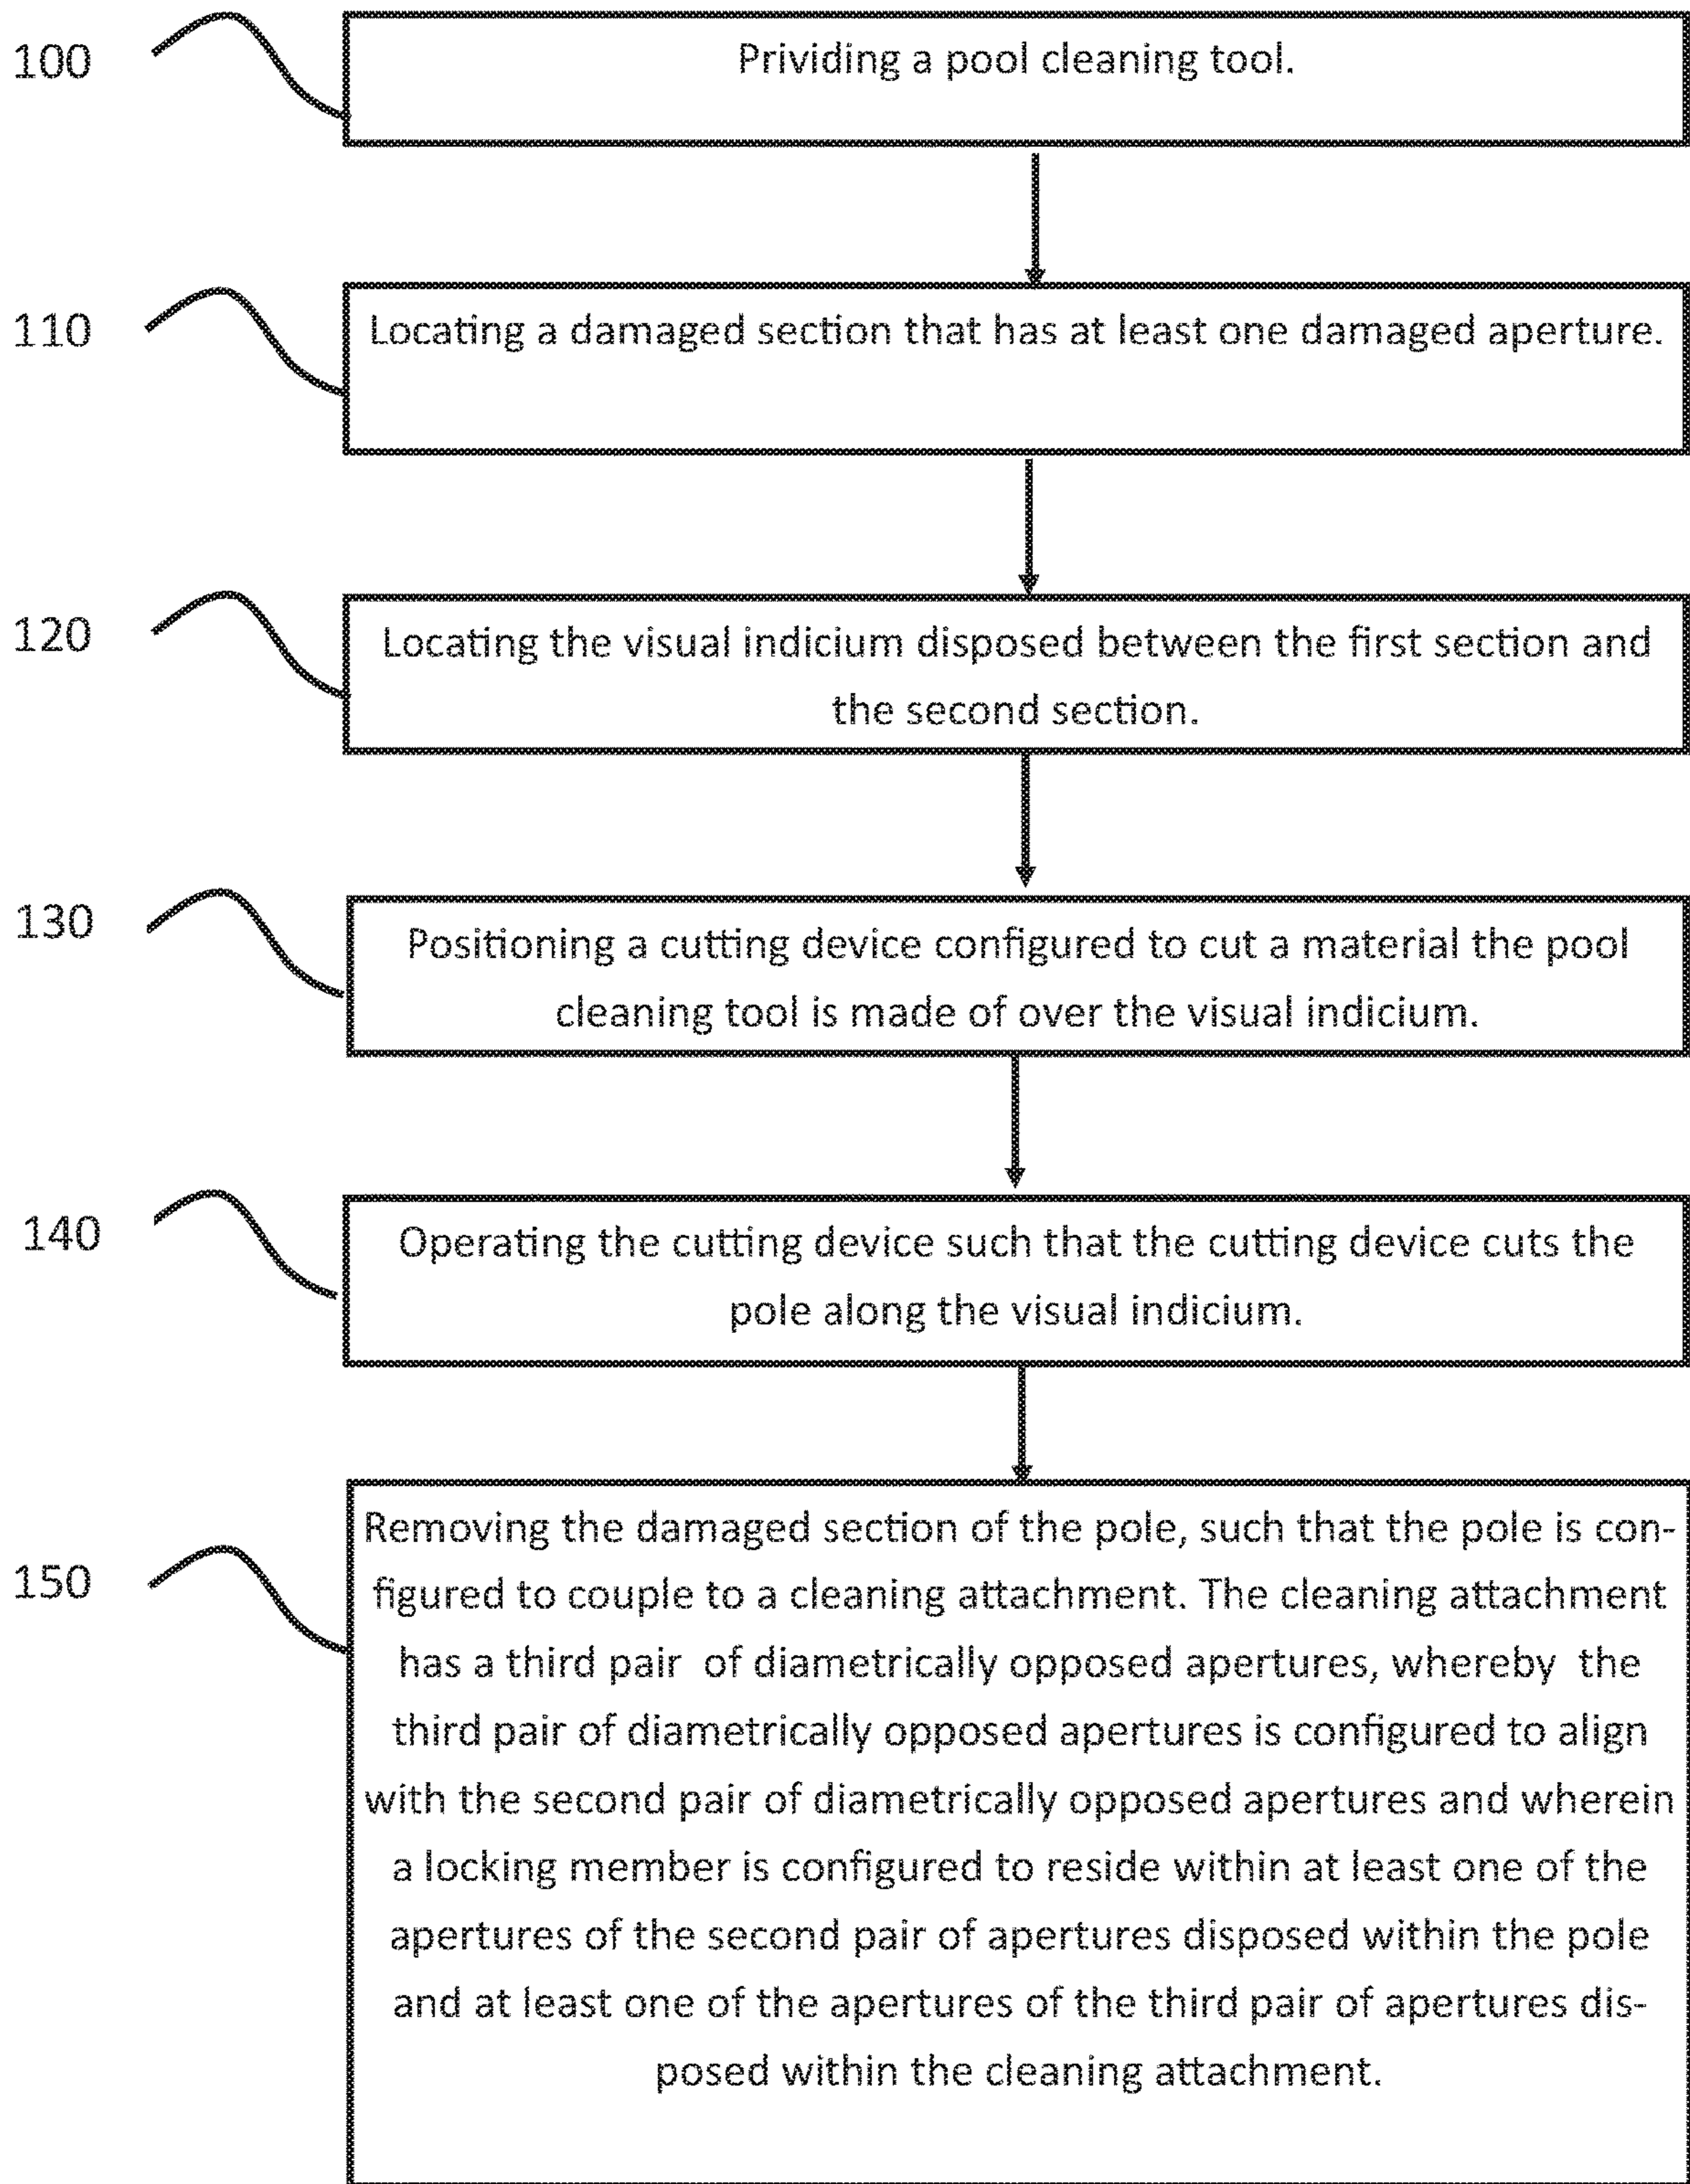 100
Prividing a pool cleaning tool.
110
Locating a damaged section that has at least one damaged aperture.
120
Locating the visual indicium disposed between the first section and
the second section.
130
Positioning a cutting device configured to cut a material the pool
cleaning tool is made of over the visual indicium.
140
Operating the cutting device such that the cutting device cuts the
pole along the visual indicium.
150
Removing the damaged section of the pole, such that the pole is con-
figured to couple to a cleaning attachment. The cleaning attachment
has a third pair of diametrically opposed apertures, whereby the
third pair of diametrically opposed apertures is configured to align
with the second pair of diametrically opposed apertures and wherein
a locking member is configured to reside within at least one of the
apertures of the second pair of apertures disposed within the pole
and at least one of the apertures of the third pair of apertures dis-
posed within the cleaning attachment.